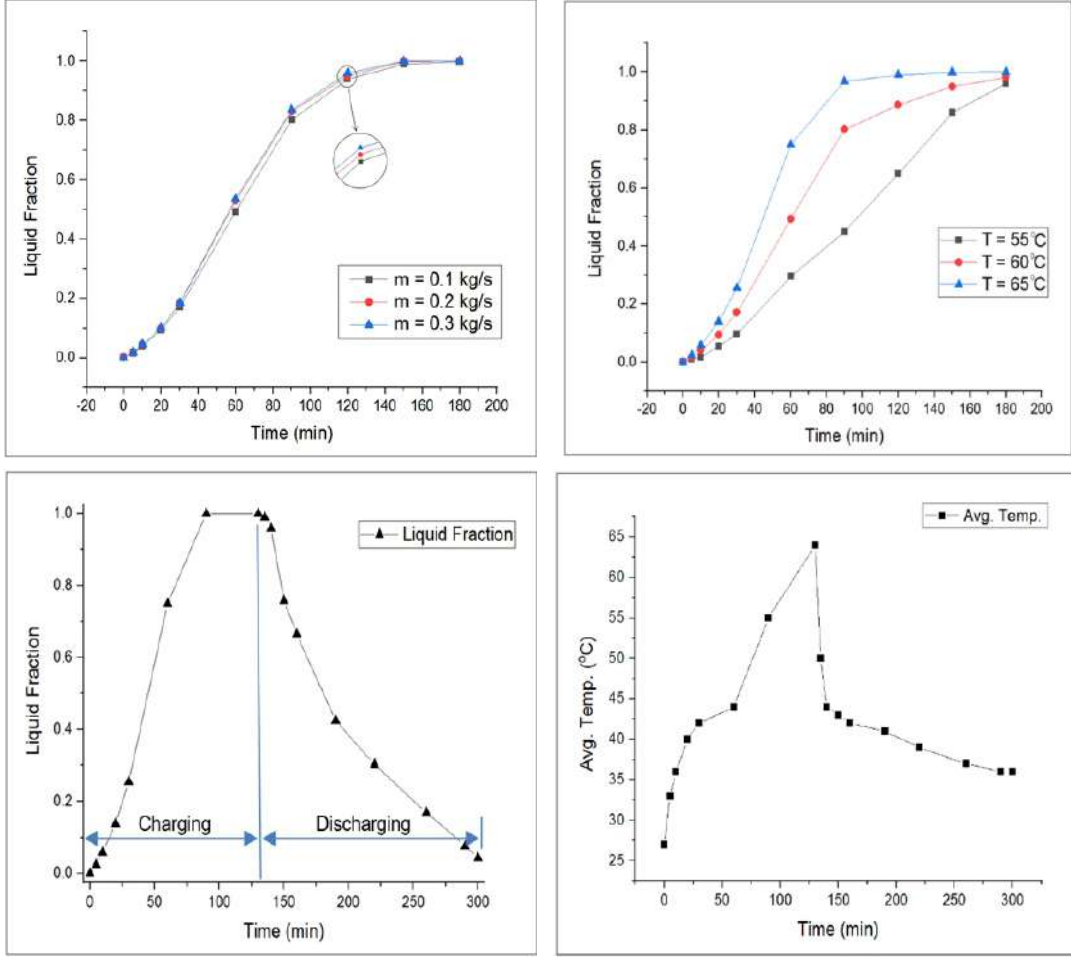 1.0
0.8
0.6
0.4
0.2
0.0
Liquid Fraction
m = 0.1 kg/s
m = 0.2 kg/s
m = 0.3 kg/s
-20 0 20 40 60 80 100 120 140 160 180 200
Time (min)
1.0
0.8
0.6
0.4
0.2
0.0
Liquid Fraction
T = 55°C
T = 60°C
T = 65°C
-20 0 20 40 60 80 100 120 140 160 180 200
Time (min)
1.0
0.8
0.6
0.4
0.2
0.0
Liquid Fraction
Liquid Fraction
Charging
Discharging
0 50 100 150 200 250 300
Time (min)
65
60
55
50
45
40
35
30
25
Avg. Temp. (°C)
Avg. Temp.
0 50 100 150 200 250 300
Time (min)